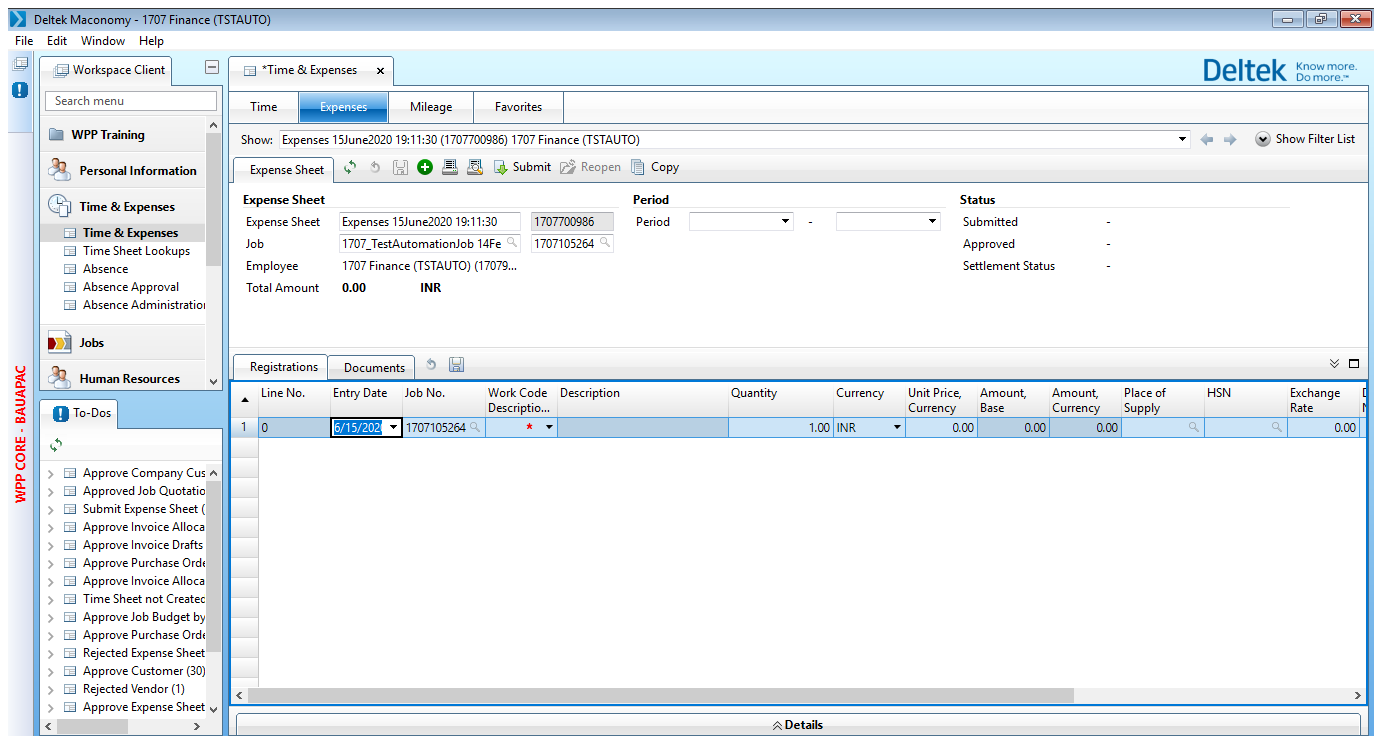 Deltek Maconomy - 1707 Finance (TSTAUTO)
File Edit Window Help
Workspace Client
Search menu
WPP Training
Personal Information
Time & Expenses
Time & Expenses
Time Sheet Lookups
Absence
Absence Approval
Absence Administration
Jobs
Human Resources
WPP CORE - BAUAPAC
To-Dos
Approve Company Cus
Approved Job Quotatio
Submit Expense Sheet (
Approve Invoice Alloca
Approve Invoice Drafts
Approve Purchase Orde
Approve Invoice Alloca
Time Sheet not Created
Approve Job Budget by
Approve Purchase Orde
Rejected Expense Sheet
Approve Customer (30)
Rejected Vendor (1)
Approve Expense Sheet
*Time & Expenses
Deltek Know more. Do more.™
Time Expenses Mileage Favorites
Show: Expenses 15June2020 19:11:30 (1707700986) 1707 Finance (TSTAUTO) Show Filter List
Expense Sheet Submit Reopen Copy
Expense Sheet Period Status
Expense Sheet Expenses 15June2020 19:11:30 1707700986 Period - Submitted -
Job 1707_TestAutomationJob 14Fe 1707105264 Approved -
Employee 1707 Finance (TSTAUTO) (17079... Settlement Status -
Total Amount 0.00 INR
Registrations Documents
Line No. Entry Date Job No. Work Code Descriptio... Description Quantity Currency Unit Price, Currency Amount, Base Amount, Currency Place of Supply HSN Exchange Rate
1 0 6/15/202 1707105264 * 1.00 INR 0.00 0.00 0.00 0.00
Details